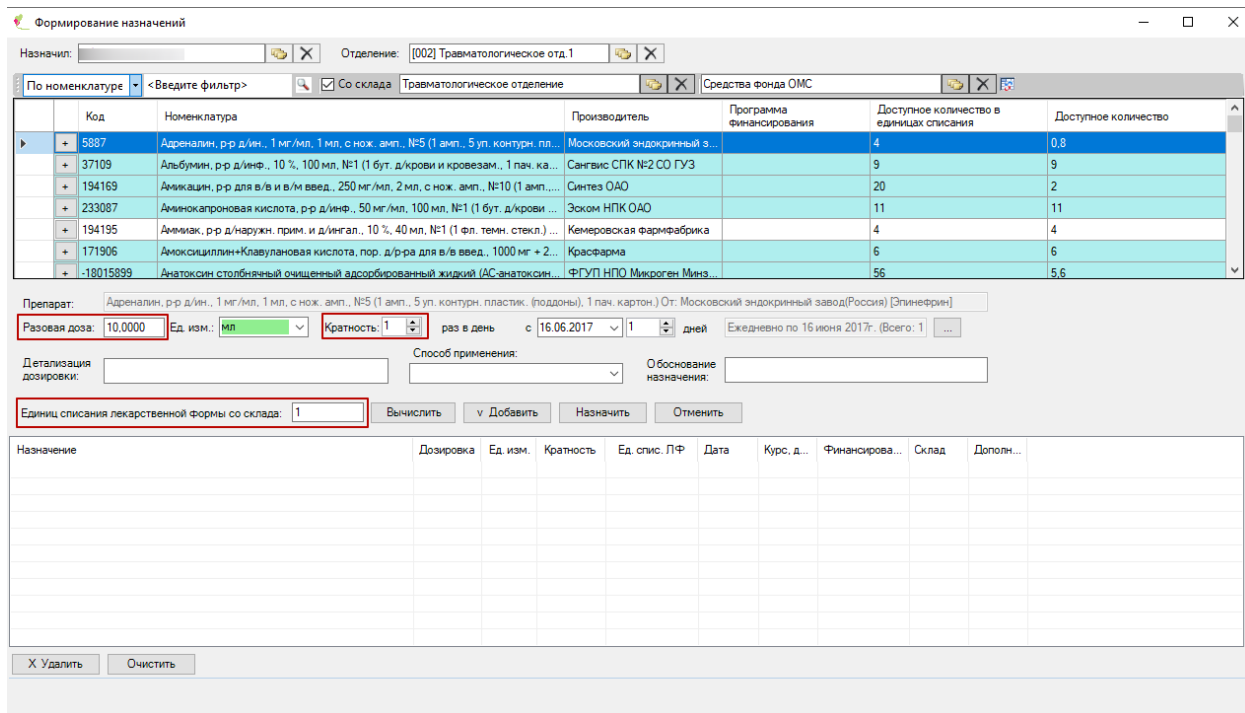 Формирование назначений
Назначил: Отделение: [002] Травматологическое отд.1
По номенклатуре <Введите фильтр> Со склада Травматологическое отделение Средства фонда ОМС
Код Номенклатура Производитель Программа финансирования Доступное количество в единицах списания Доступное количество
+ 5887 Адреналин, р-р д/ин., 1 мг/мл, 1 мл, с нож. амп., №5 (1 амп., 5 уп. контурн. пл... Московский эндокринный з... 4 0,8
+ 37109 Альбумин, р-р д/инф., 10 %, 100 мл, №1 (1 бут. д/крови и кровезам., 1 пач. ка... Сангвис СПК №2 СО ГУЗ 9 9
+ 194169 Амикацин, р-р для в/в и в/м введ., 250 мг/мл, 2 мл, с нож. амп., №10 (1 амп.,... Синтез ОАО 20 2
+ 233087 Аминокапроновая кислота, р-р д/инф., 50 мг/мл, 100 мл, №1 (1 бут. д/крови ... Эском НПК ОАО 11 11
+ 194195 Аммиак, р-р д/наружн. прим. и д/ингал., 10 %, 40 мл, №1 (1 фл. темн. стекл.) ... Кемеровская фармфабрика 4 4
+ 171906 Амоксициллин+Клавулановая кислота, пор. д/р-ра для в/в введ., 1000 мг + 2... Красфарма 6 6
+ -18015899 Анатоксин столбнячный очищенный адсорбированный жидкий (АС-анатоксин... ФГУП НПО Микроген Минз... 56 5,6
Препарат: Адреналин, р-р д/ин., 1 мг/мл, 1 мл, с нож. амп., №5 (1 амп., 5 уп. контурн. пластик. (поддоны), 1 пач. картон.) От: Московский эндокринный завод(Россия) [Эпинефрин]
Разовая доза: 10,0000 Ед. изм.: мл Кратность: 1 раз в день с 16.06.2017 1 дней Ежедневно по 16 июня 2017г. (Всего: 1 ...
Детализация дозировки: Способ применения: Обоснование назначения:
Единиц списания лекарственной формы со склада: 1 Вычислить v Добавить Назначить Отменить
Назначение Дозировка Ед. изм. Кратность Ед. спис. ЛФ Дата Курс, д... Финансирова... Склад Дополн...
X Удалить Очистить